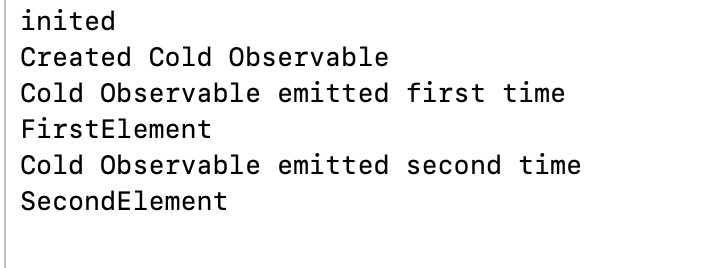 inited
Created Cold Observable
Cold Observable emitted first time
FirstElement
Cold Observable emitted second time
SecondElement